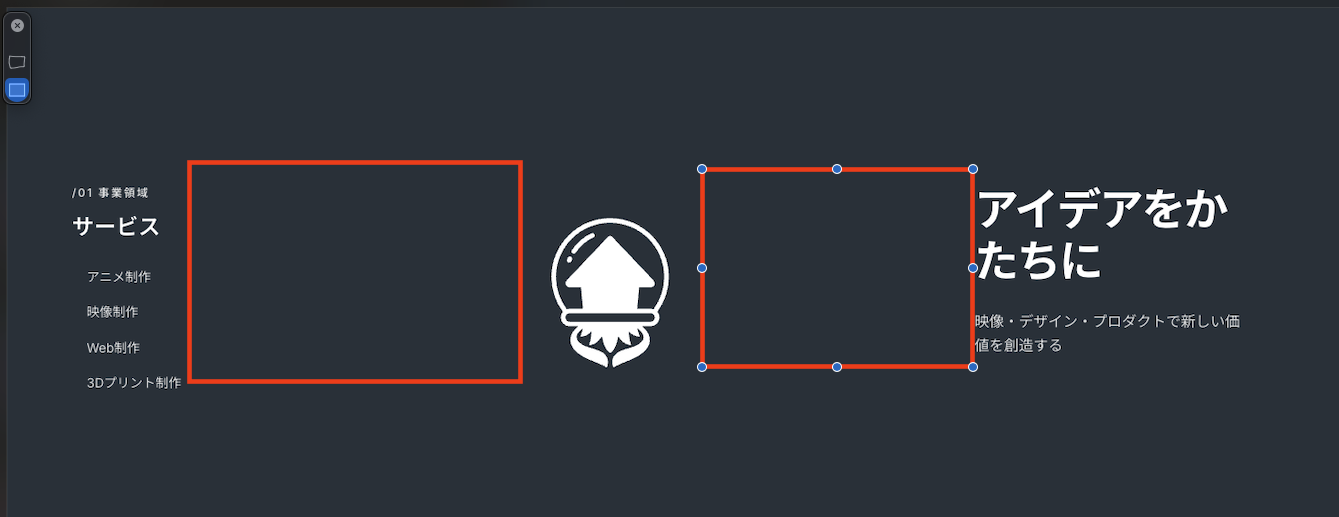 /01 事業領域
サービス
アニメ制作
映像制作
Web制作
3Dプリント制作
アイデアをか
たちに
映像・デザイン・プロダクトで新しい価
値を創造する